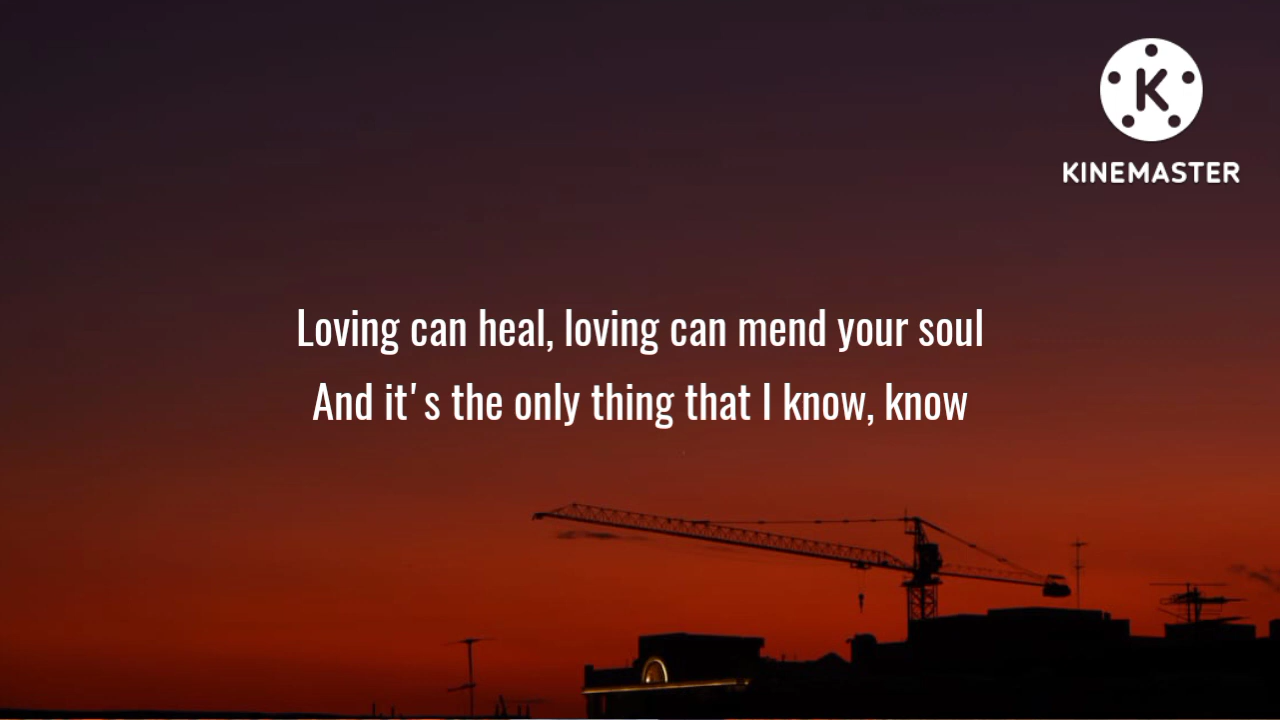 K
KINEMASTER
Loving can heal, loving can mend your soul
And it's the only thing that I know, know